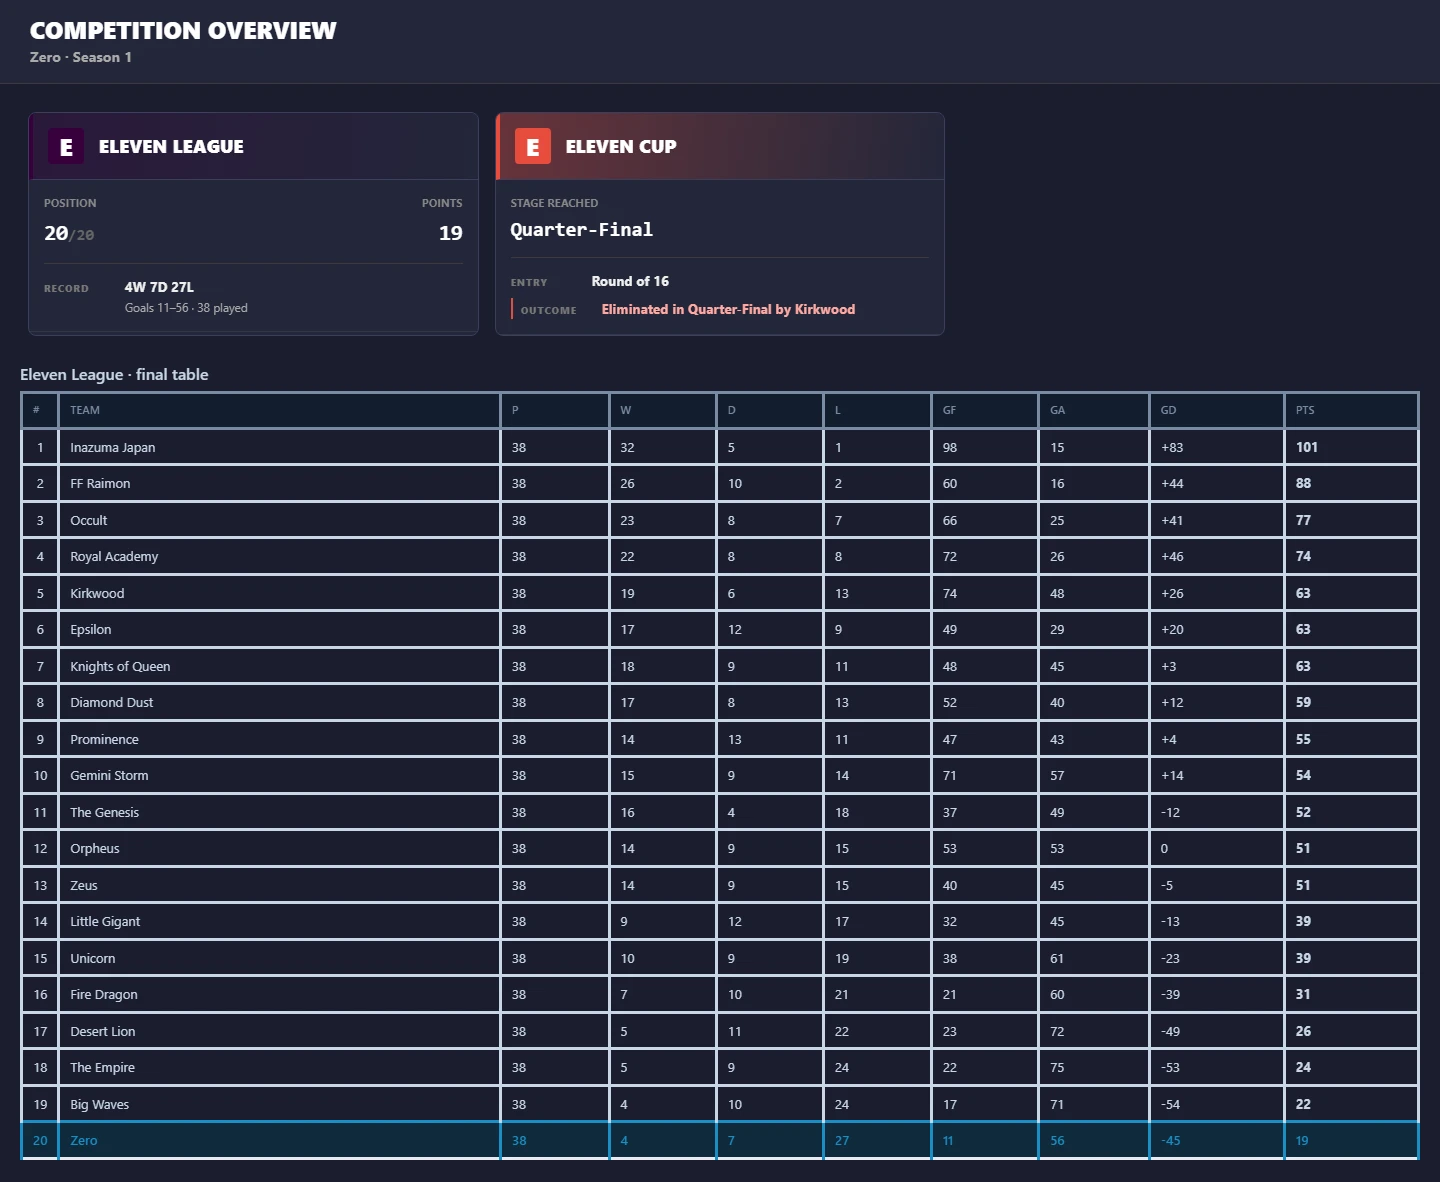 COMPETITION OVERVIEW
Zero · Season 1
E ELEVEN LEAGUE
POSITION POINTS
20/20 19
RECORD 4W 7D 27L
Goals 11–56 · 38 played
E ELEVEN CUP
STAGE REACHED
Quarter-Final
ENTRY Round of 16
OUTCOME Eliminated in Quarter-Final by Kirkwood
Eleven League · final table
# TEAM P W D L GF GA GD PTS
1 Inazuma Japan 38 32 5 1 98 15 +83 101
2 FF Raimon 38 26 10 2 60 16 +44 88
3 Occult 38 23 8 7 66 25 +41 77
4 Royal Academy 38 22 8 8 72 26 +46 74
5 Kirkwood 38 19 6 13 74 48 +26 63
6 Epsilon 38 17 12 9 49 29 +20 63
7 Knights of Queen 38 18 9 11 48 45 +3 63
8 Diamond Dust 38 17 8 13 52 40 +12 59
9 Prominence 38 14 13 11 47 43 +4 55
10 Gemini Storm 38 15 9 14 71 57 +14 54
11 The Genesis 38 16 4 18 37 49 -12 52
12 Orpheus 38 14 9 15 53 53 0 51
13 Zeus 38 14 9 15 40 45 -5 51
14 Little Gigant 38 9 12 17 32 45 -13 39
15 Unicorn 38 10 9 19 38 61 -23 39
16 Fire Dragon 38 7 10 21 21 60 -39 31
17 Desert Lion 38 5 11 22 23 72 -49 26
18 The Empire 38 5 9 24 22 75 -53 24
19 Big Waves 38 4 10 24 17 71 -54 22
20 Zero 38 4 7 27 11 56 -45 19